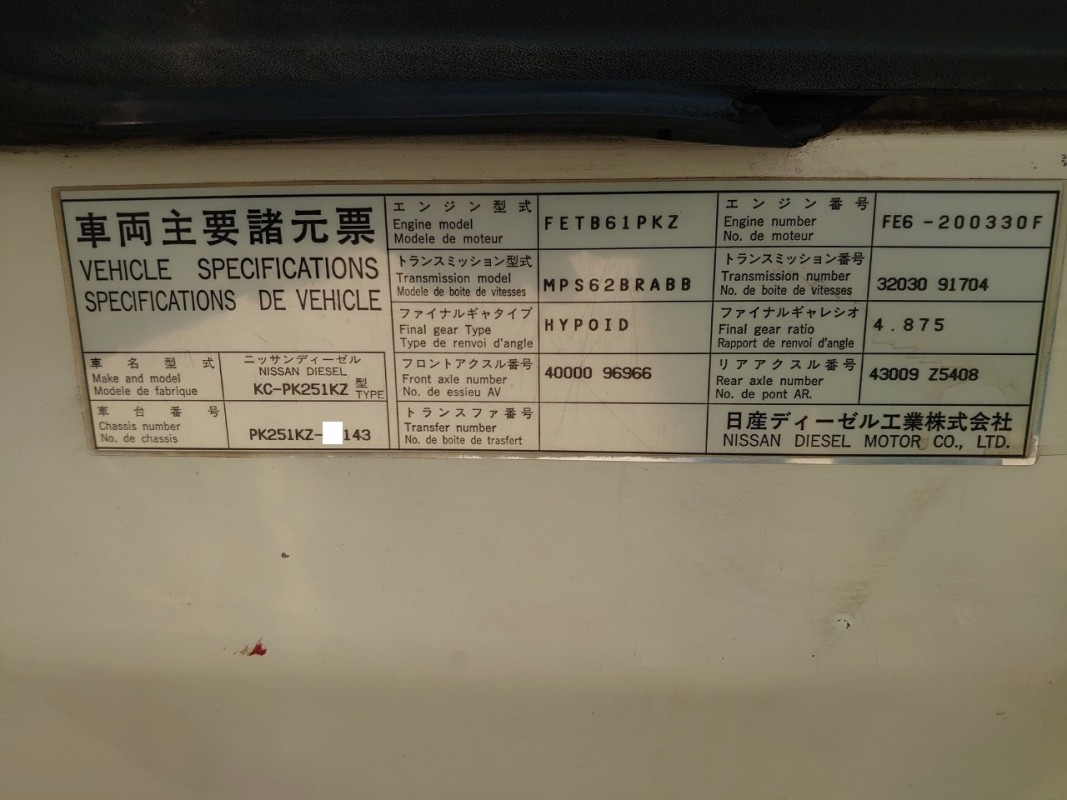 車両主要諸元票
VEHICLE SPECIFICATIONS
SPECIFICATIONS DE VEHICLE
車名型式
Make and model
Modele de fabrique
ニッサンディーゼル
NISSAN DIESEL
KC-PK251KZ 型 TYPE
車台番号
Chassis number
No. de chassis
PK251KZ- 143
エンジン型式
Engine model
Modele de moteur
FETB61PKZ
エンジン番号
Engine number
No. de moteur
FE6-200330F
トランスミッション型式
Transmission model
Modele de boite de vitesses
MPS62BRABB
トランスミッション番号
Transmission number
No. de boite de vitesses
32030 91704
ファイナルギャタイプ
Final gear Type
Type de renvoi d'angle
HYPOID
ファイナルギャレシオ
Final gear ratio
Rapport de renvoi d'angle
4.875
フロントアクスル番号
Front axle number
No. de essieu AV
40000 96966
リアアクスル番号
Rear axle number
No. de pont AR.
43009 Z5408
トランスファ番号
Transfer number
No. de boite de trasfert
日産ディーゼル工業株式会社
NISSAN DIESEL MOTOR CO., LTD.